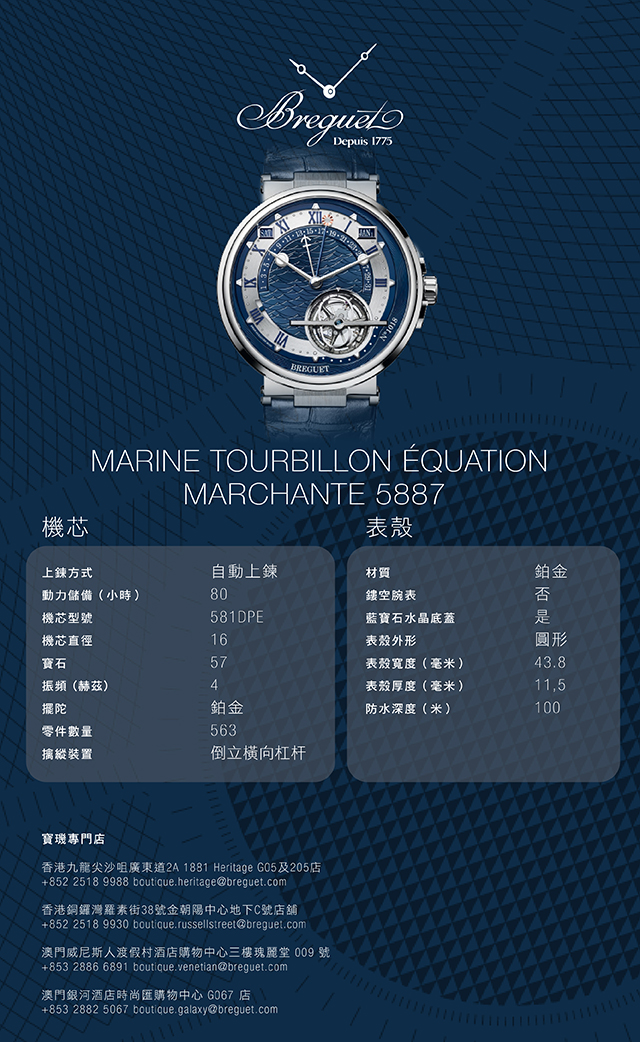 Breguet
Depuis 1775
XII
SAT
JAN
BREGUET
N°1018
MARINE TOURBILLON ÉQUATION
MARCHANTE 5887
機芯
上鍊方式 自動上鍊
動力儲備（小時） 80
機芯型號 581DPE
機芯直徑 16
寶石 57
振頻（赫茲） 4
擺陀 鉑金
零件數量 563
擒縱裝置 倒立橫向杠杆
表殼
材質 鉑金
鏤空腕表 否
藍寶石水晶底蓋 是
表殼外形 圓形
表殼寬度（毫米） 43.8
表殼厚度（毫米） 11,5
防水深度（米） 100
寶璣專門店
香港九龍尖沙咀廣東道2A 1881 Heritage G05及205店
+852 2518 9988 boutique.heritage@breguet.com
香港銅鑼灣羅素街38號金朝陽中心地下C號店舖
+852 2518 9930 boutique.russellstreet@breguet.com
澳門威尼斯人渡假村酒店購物中心三樓瑰麗堂 009 號
+853 2886 6891 boutique.venetian@breguet.com
澳門銀河酒店時尚匯購物中心 G067 店
+853 2882 5067 boutique.galaxy@breguet.com